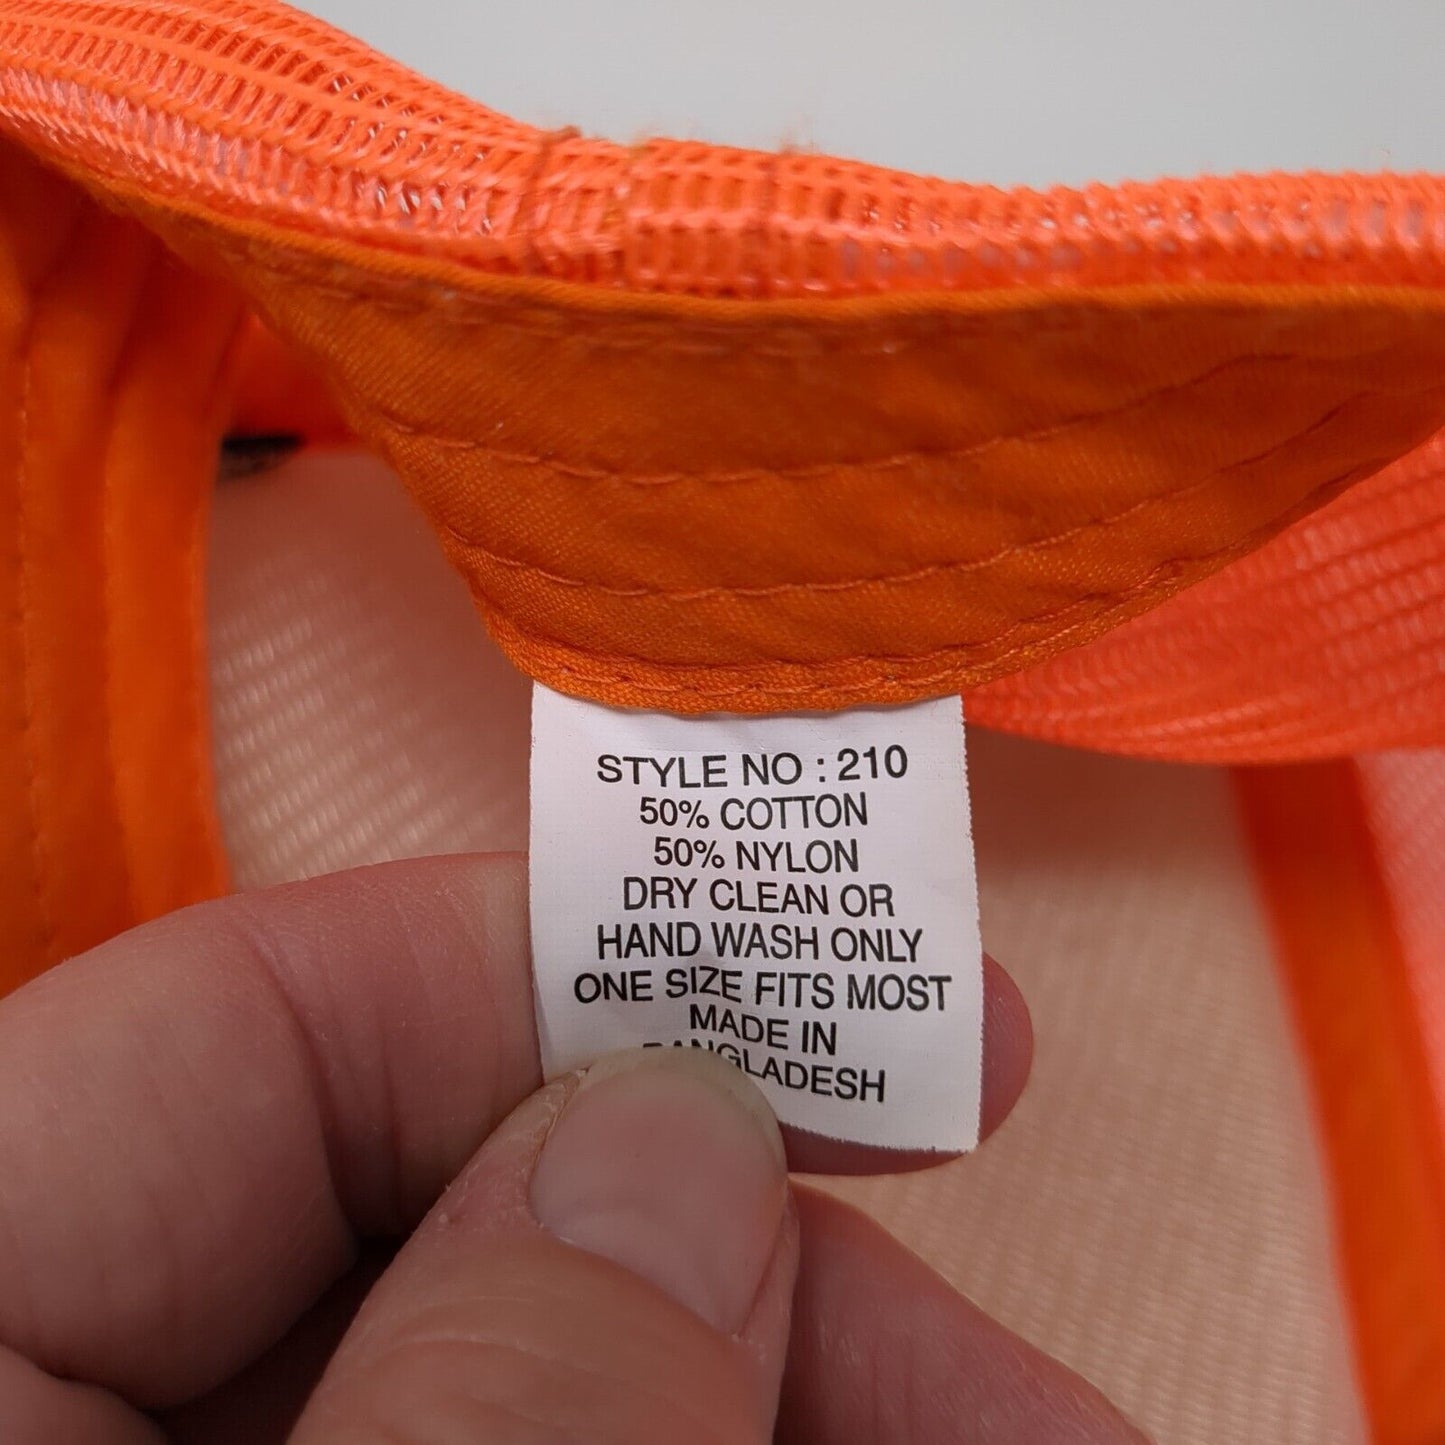 STYLE NO : 210
50% COTTON
50% NYLON
DRY CLEAN OR
HAND WASH ONLY
ONE SIZE FITS MOST
MADE IN
BANGLADESH